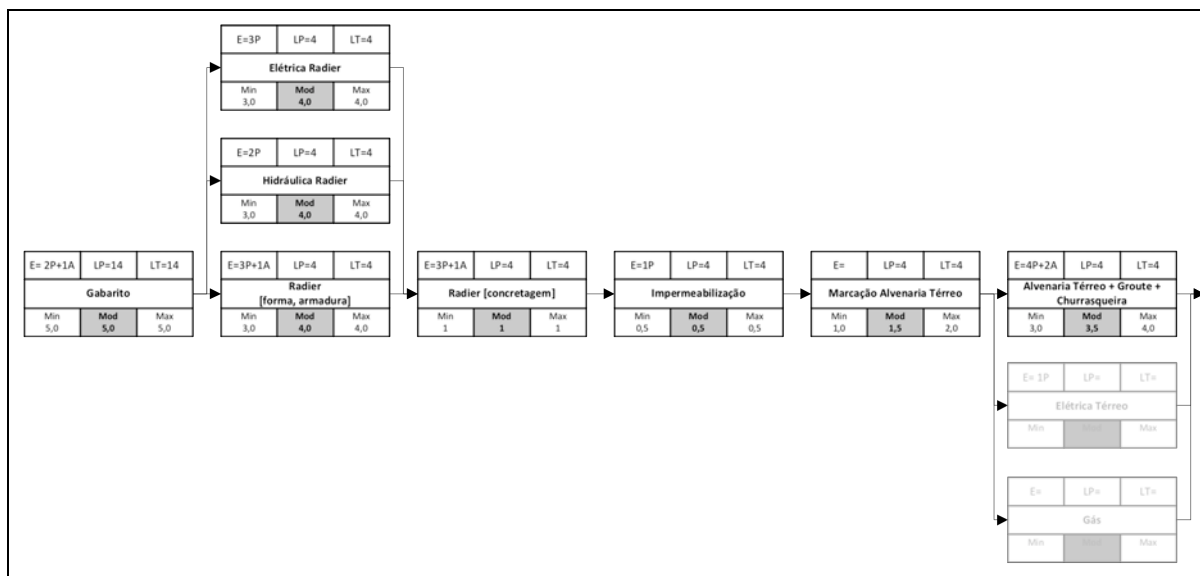 E=3P LP=4 LT=4
Elétrica Radier
Min Mod Max
3,0 4,0 4,0
E=2P LP=4 LT=4
Hidráulica Radier
Min Mod Max
3,0 4,0 4,0
E= 2P+1A LP=14 LT=14
Gabarito
Min Mod Max
5,0 5,0 5,0
E=3P+1A LP=4 LT=4
Radier
[forma, armadura]
Min Mod Max
3,0 4,0 4,0
E=3P+1A LP=4 LT=4
Radier [concretagem]
Min Mod Max
1 1 1
E=1P LP=4 LT=4
Impermeabilização
Min Mod Max
0,5 0,5 0,5
E= LP=4 LT=4
Marcação Alvenaria Térreo
Min Mod Max
1,0 1,5 2,0
E=4P+2A LP=4 LT=4
Alvenaria Térreo + Groute +
Churrasqueira
Min Mod Max
3,0 3,5 4,0
E= 1P LP= LT=
Elétrica Térreo
Min Mod Max
E= LP= LT=
Gás
Min Mod Max